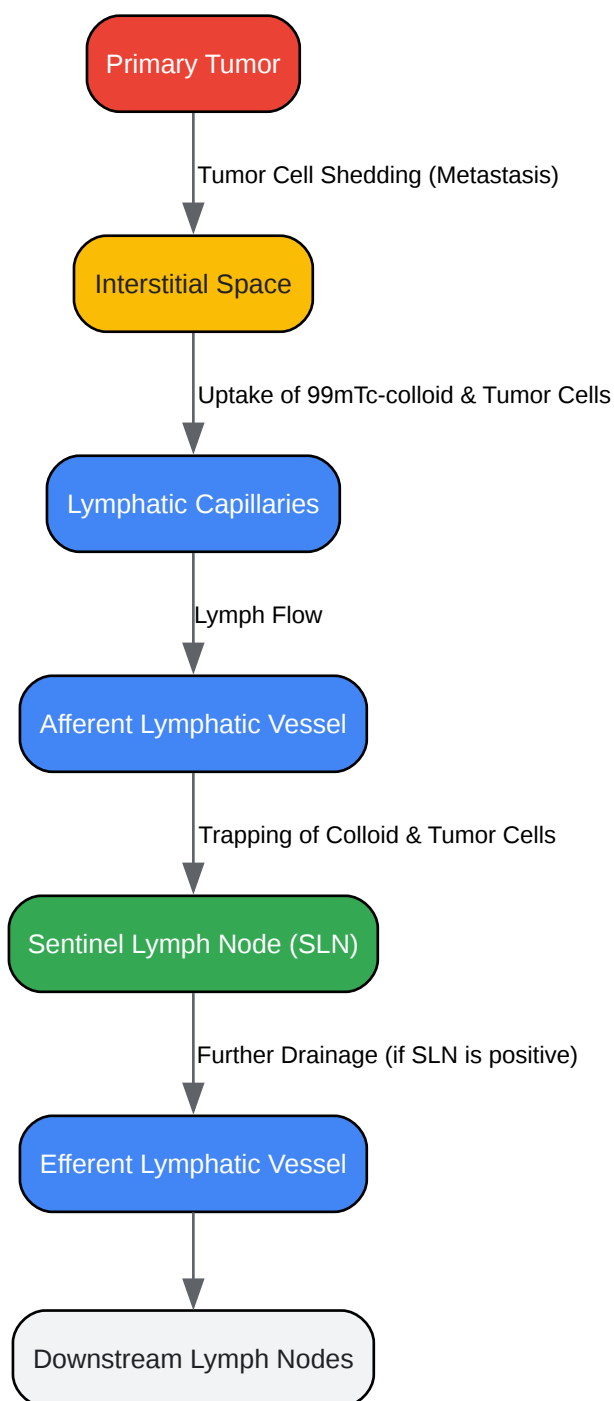 Primary Tumor
Tumor Cell Shedding (Metastasis)
Interstitial Space
Uptake of 99mTc-colloid & Tumor Cells
Lymphatic Capillaries
Lymph Flow
Afferent Lymphatic Vessel
Trapping of Colloid & Tumor Cells
Sentinel Lymph Node (SLN)
Further Drainage (if SLN is positive)
Efferent Lymphatic Vessel
Downstream Lymph Nodes